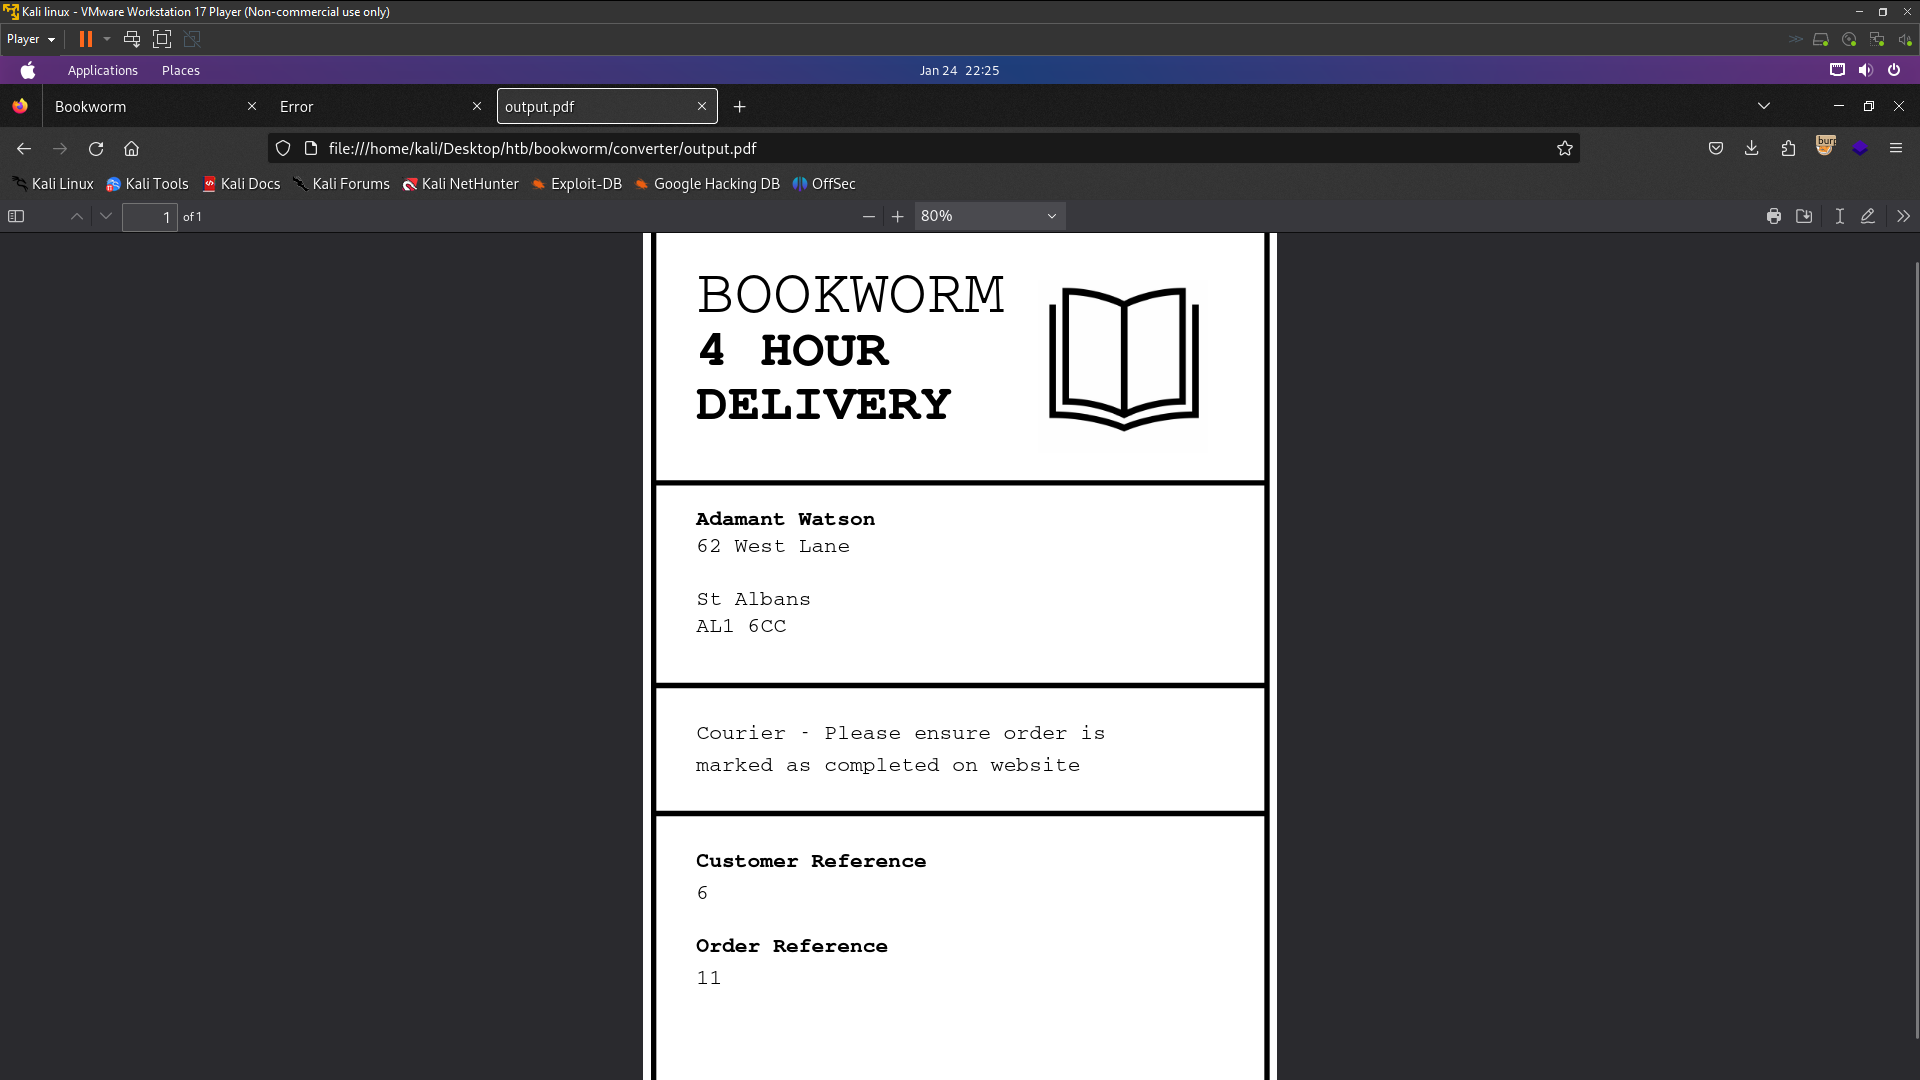 Kali linux - VMware Workstation 17 Player (Non-commercial use only)
Player
Applications Places Jan 24 22:25
Bookworm Error output.pdf
file:///home/kali/Desktop/htb/bookworm/converter/output.pdf
Kali Linux Kali Tools Kali Docs Kali Forums Kali NetHunter Exploit-DB Google Hacking DB OffSec
1 of 1 80%
BOOKWORM
4 HOUR
DELIVERY
Adamant Watson
62 West Lane
St Albans
AL1 6CC
Courier - Please ensure order is
marked as completed on website
Customer Reference
6
Order Reference
11